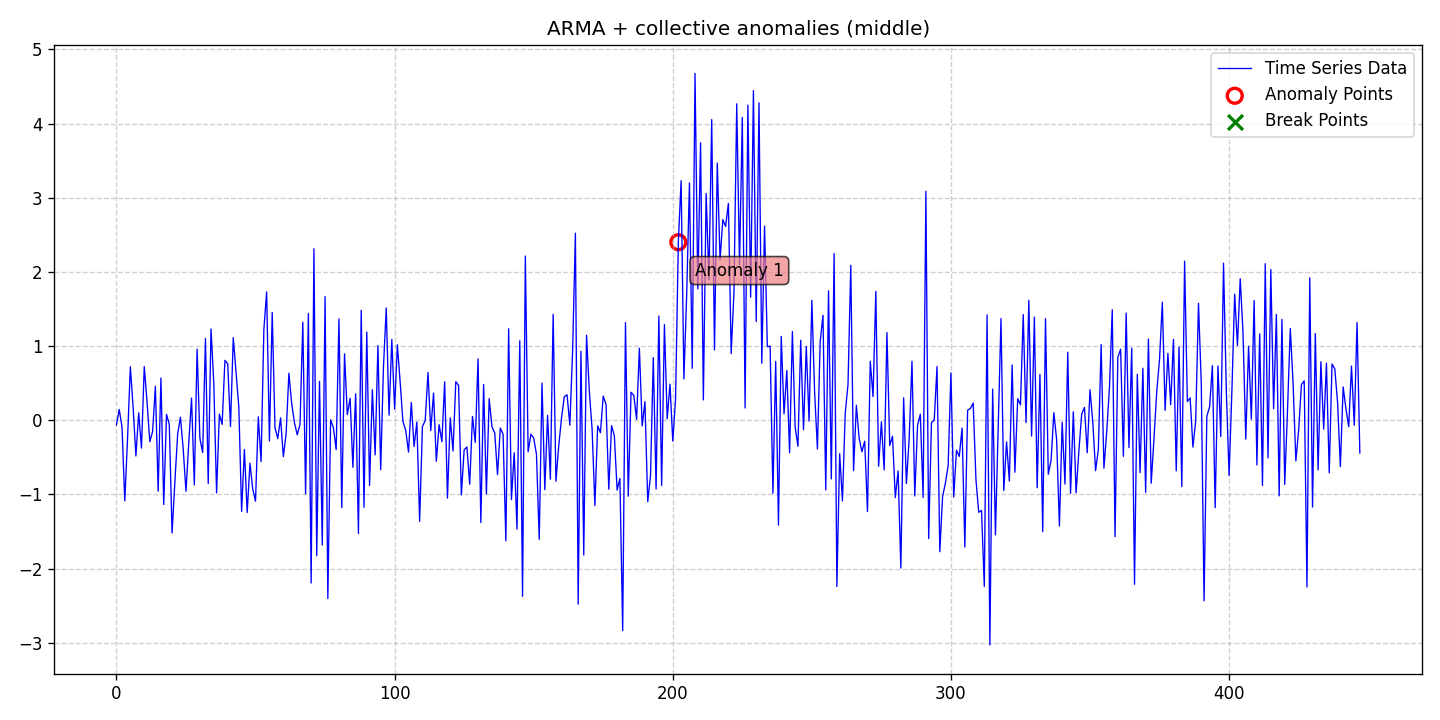 ARMA + collective anomalies (middle)
5
4
3
2
1
0
−1
−2
−3
0
100
200
300
400
Time Series Data
Anomaly Points
Break Points
Anomaly 1